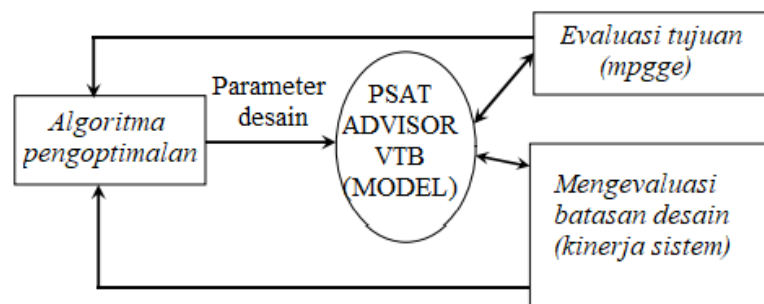 Algoritma
pengoptimalan
Parameter
desain
PSAT
ADVISOR
VTB
(MODEL)
Evaluasi tujuan
(mpgge)
Mengevaluasi
batasan desain
(kinerja sistem)